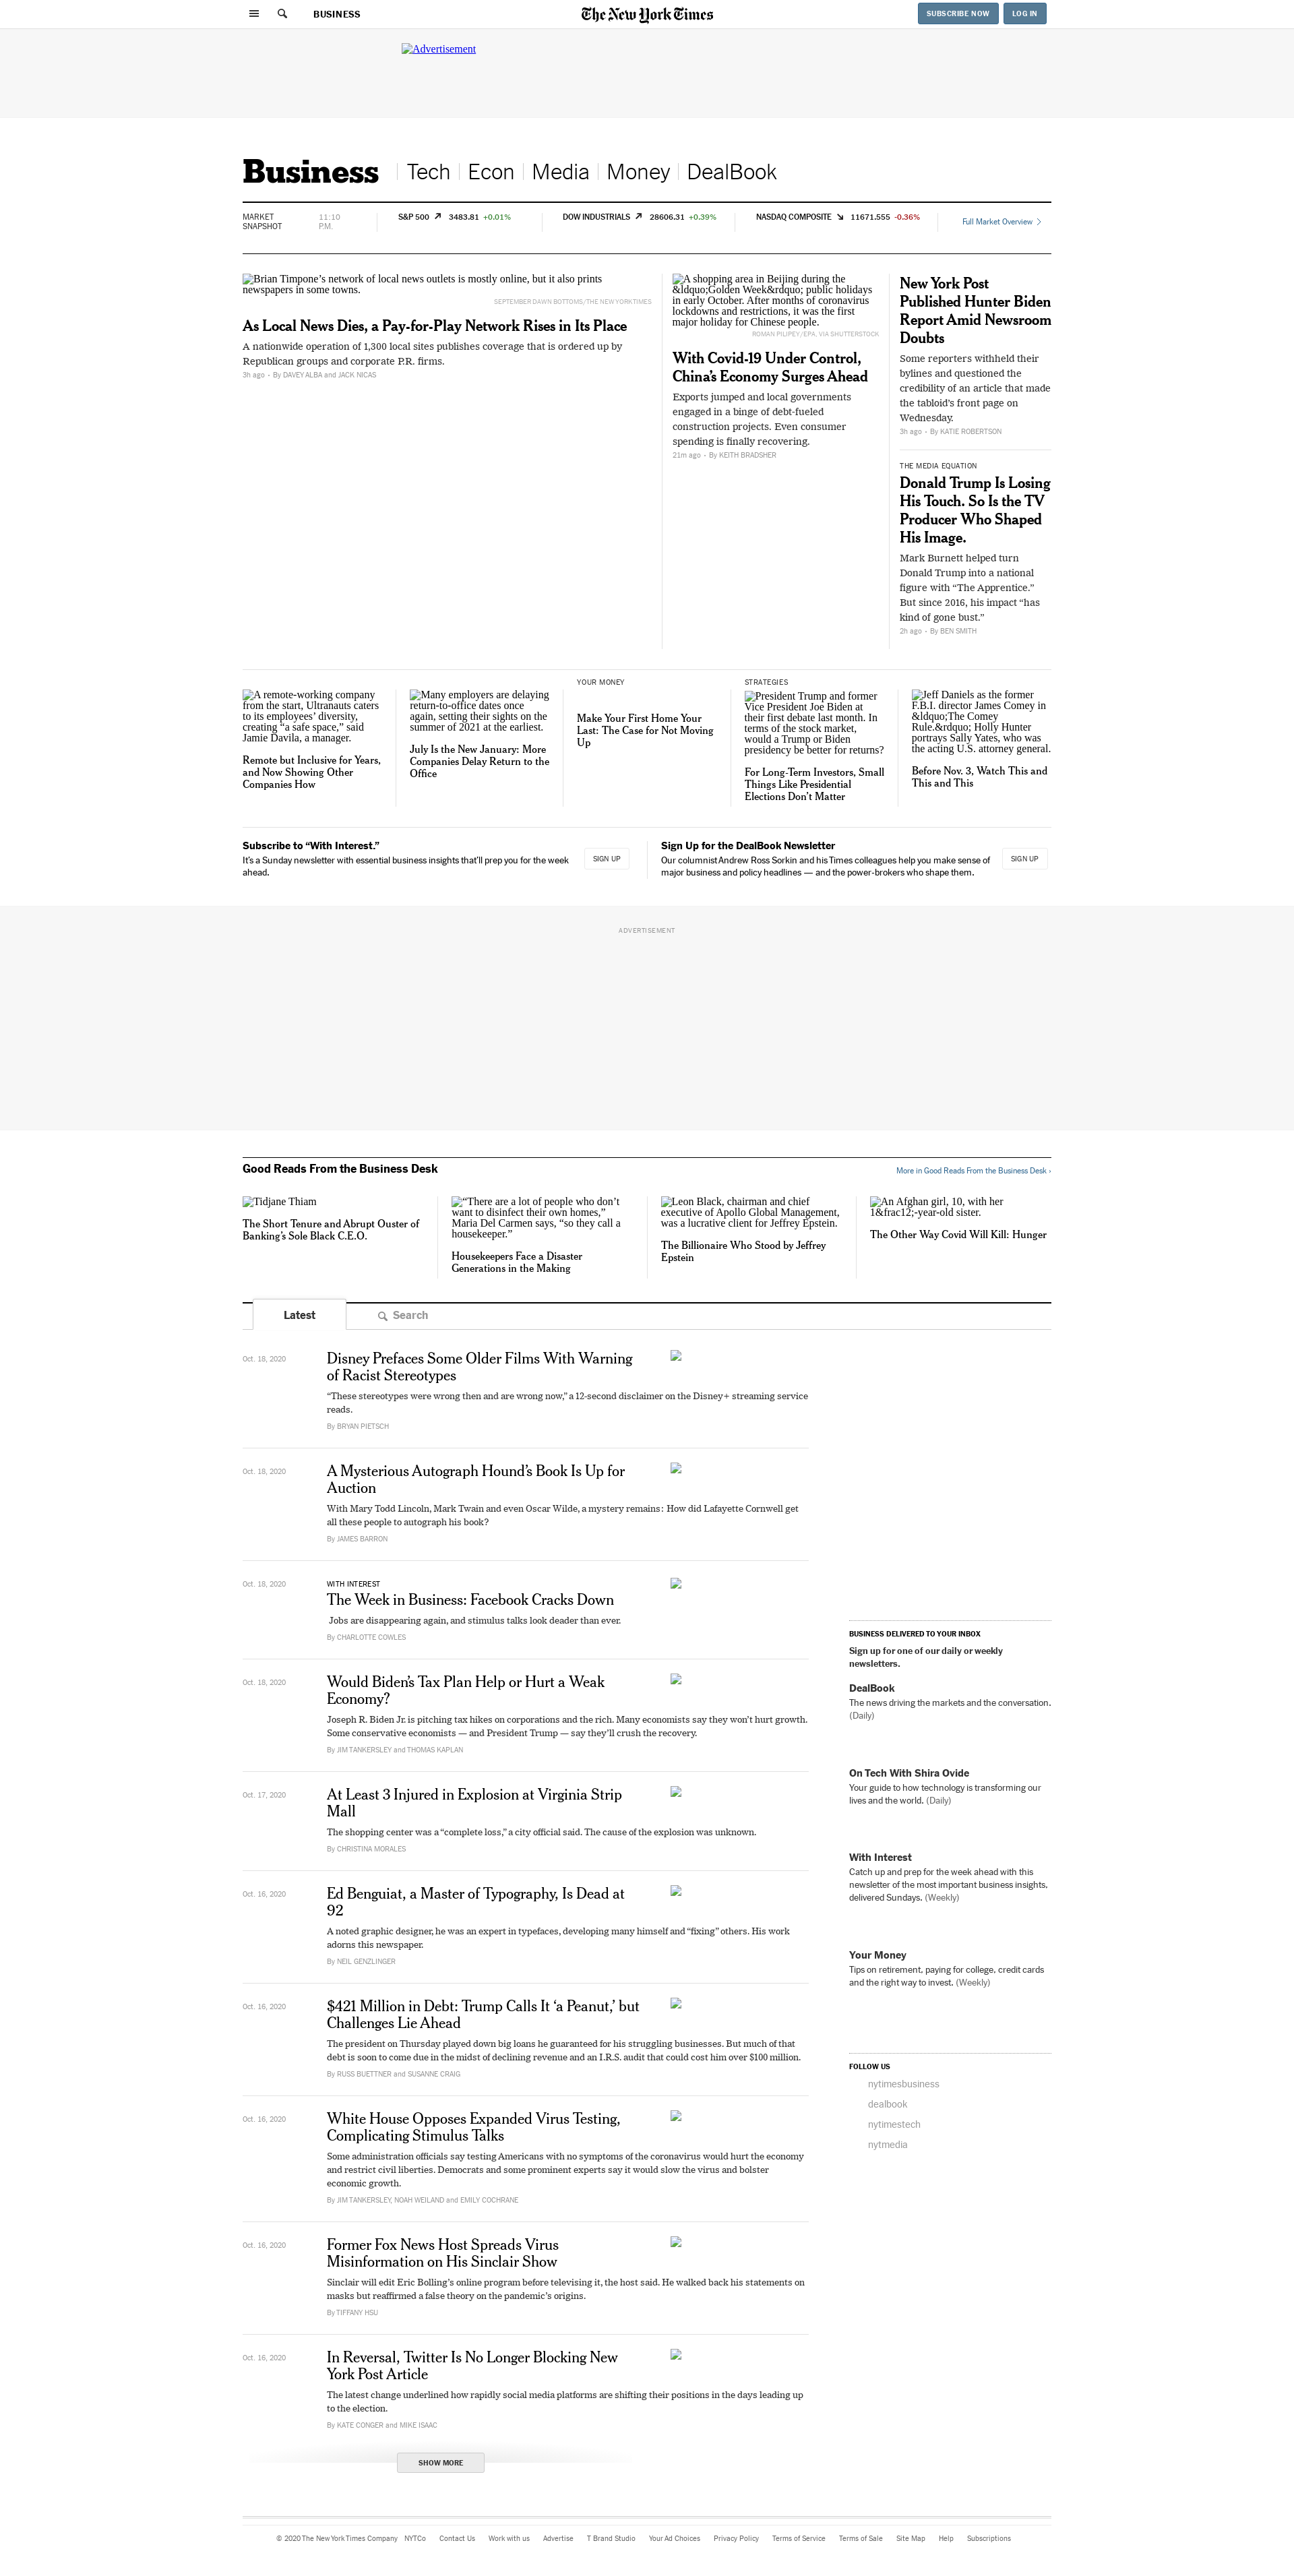 BUSINESS
The New York Times
SUBSCRIBE NOW
LOG IN
Advertisement
Business
Tech
Econ
Media
Money
DealBook
MARKET
SNAPSHOT
11:10
P.M.
S&P 500 3483.81 +0.01%
DOW INDUSTRIALS 28606.31 +0.39%
NASDAQ COMPOSITE 11671.555 -0.36%
Full Market Overview
Brian Timpone’s network of local news outlets is mostly online, but it also prints
newspapers in some towns.
SEPTEMBER DAWN BOTTOMS/THE NEW YORK TIMES
As Local News Dies, a Pay-for-Play Network Rises in Its Place
A nationwide operation of 1,300 local sites publishes coverage that is ordered up by
Republican groups and corporate P.R. firms.
3h ago - By DAVEY ALBA and JACK NICAS
A shopping area in Beijing during the
&ldquo;Golden Week&rdquo; public holidays
in early October. After months of coronavirus
lockdowns and restrictions, it was the first
major holiday for Chinese people.
ROMAN PILIPEY/EPA, VIA SHUTTERSTOCK
With Covid-19 Under Control,
China’s Economy Surges Ahead
Exports jumped and local governments
engaged in a binge of debt-fueled
construction projects. Even consumer
spending is finally recovering.
21m ago - By KEITH BRADSHER
New York Post
Published Hunter Biden
Report Amid Newsroom
Doubts
Some reporters withheld their
bylines and questioned the
credibility of an article that made
the tabloid’s front page on
Wednesday.
3h ago - By KATIE ROBERTSON
THE MEDIA EQUATION
Donald Trump Is Losing
His Touch. So Is the TV
Producer Who Shaped
His Image.
Mark Burnett helped turn
Donald Trump into a national
figure with “The Apprentice.”
But since 2016, his impact “has
kind of gone bust.”
2h ago - By BEN SMITH
A remote-working company
from the start, Ultranauts caters
to its employees’ diversity,
creating “a safe space,” said
Jamie Davila, a manager.
Remote but Inclusive for Years,
and Now Showing Other
Companies How
Many employers are delaying
return-to-office dates once
again, setting their sights on the
summer of 2021 at the earliest.
July Is the New January: More
Companies Delay Return to the
Office
YOUR MONEY
Make Your First Home Your
Last: The Case for Not Moving
Up
STRATEGIES
President Trump and former
Vice President Joe Biden at
their first debate last month. In
terms of the stock market,
would a Trump or Biden
presidency be better for returns?
For Long-Term Investors, Small
Things Like Presidential
Elections Don’t Matter
Jeff Daniels as the former
F.B.I. director James Comey in
&ldquo;The Comey
Rule.&rdquo; Holly Hunter
portrays Sally Yates, who was
the acting U.S. attorney general.
Before Nov. 3, Watch This and
This and This
Subscribe to “With Interest.”
It’s a Sunday newsletter with essential business insights that’ll prep you for the week
ahead.
SIGN UP
Sign Up for the DealBook Newsletter
Our columnist Andrew Ross Sorkin and his Times colleagues help you make sense of
major business and policy headlines — and the power-brokers who shape them.
SIGN UP
ADVERTISEMENT
Good Reads From the Business Desk
More in Good Reads From the Business Desk ›
Tidjane Thiam
The Short Tenure and Abrupt Ouster of
Banking’s Sole Black C.E.O.
“There are a lot of people who don’t
want to disinfect their own homes,”
Maria Del Carmen says, “so they call a
housekeeper.”
Housekeepers Face a Disaster
Generations in the Making
Leon Black, chairman and chief
executive of Apollo Global Management,
was a lucrative client for Jeffrey Epstein.
The Billionaire Who Stood by Jeffrey
Epstein
An Afghan girl, 10, with her
1&frac12;-year-old sister.
The Other Way Covid Will Kill: Hunger
Latest
Search
Oct. 18, 2020
Disney Prefaces Some Older Films With Warning
of Racist Stereotypes
“These stereotypes were wrong then and are wrong now,” a 12-second disclaimer on the Disney+ streaming service
reads.
By BRYAN PIETSCH
Oct. 18, 2020
A Mysterious Autograph Hound’s Book Is Up for
Auction
With Mary Todd Lincoln, Mark Twain and even Oscar Wilde, a mystery remains: How did Lafayette Cornwell get
all these people to autograph his book?
By JAMES BARRON
Oct. 18, 2020
WITH INTEREST
The Week in Business: Facebook Cracks Down
Jobs are disappearing again, and stimulus talks look deader than ever.
By CHARLOTTE COWLES
Oct. 18, 2020
Would Biden’s Tax Plan Help or Hurt a Weak
Economy?
Joseph R. Biden Jr. is pitching tax hikes on corporations and the rich. Many economists say they won’t hurt growth.
Some conservative economists — and President Trump — say they’ll crush the recovery.
By JIM TANKERSLEY and THOMAS KAPLAN
Oct. 17, 2020
At Least 3 Injured in Explosion at Virginia Strip
Mall
The shopping center was a “complete loss,” a city official said. The cause of the explosion was unknown.
By CHRISTINA MORALES
Oct. 16, 2020
Ed Benguiat, a Master of Typography, Is Dead at
92
A noted graphic designer, he was an expert in typefaces, developing many himself and “fixing” others. His work
adorns this newspaper.
By NEIL GENZLINGER
Oct. 16, 2020
$421 Million in Debt: Trump Calls It ‘a Peanut,’ but
Challenges Lie Ahead
The president on Thursday played down big loans he guaranteed for his struggling businesses. But much of that
debt is soon to come due in the midst of declining revenue and an I.R.S. audit that could cost him over $100 million.
By RUSS BUETTNER and SUSANNE CRAIG
Oct. 16, 2020
White House Opposes Expanded Virus Testing,
Complicating Stimulus Talks
Some administration officials say testing Americans with no symptoms of the coronavirus would hurt the economy
and restrict civil liberties. Democrats and some prominent experts say it would slow the virus and bolster
economic growth.
By JIM TANKERSLEY, NOAH WEILAND and EMILY COCHRANE
Oct. 16, 2020
Former Fox News Host Spreads Virus
Misinformation on His Sinclair Show
Sinclair will edit Eric Bolling’s online program before televising it, the host said. He walked back his statements on
masks but reaffirmed a false theory on the pandemic’s origins.
By TIFFANY HSU
Oct. 16, 2020
In Reversal, Twitter Is No Longer Blocking New
York Post Article
The latest change underlined how rapidly social media platforms are shifting their positions in the days leading up
to the election.
By KATE CONGER and MIKE ISAAC
SHOW MORE
BUSINESS DELIVERED TO YOUR INBOX
Sign up for one of our daily or weekly
newsletters.
DealBook
The news driving the markets and the conversation.
(Daily)
On Tech With Shira Ovide
Your guide to how technology is transforming our
lives and the world. (Daily)
With Interest
Catch up and prep for the week ahead with this
newsletter of the most important business insights,
delivered Sundays. (Weekly)
Your Money
Tips on retirement, paying for college, credit cards
and the right way to invest. (Weekly)
FOLLOW US
nytimesbusiness
dealbook
nytimestech
nytmedia
© 2020 The New York Times Company NYTCo Contact Us Work with us Advertise T Brand Studio Your Ad Choices Privacy Policy Terms of Service Terms of Sale Site Map Help Subscriptions